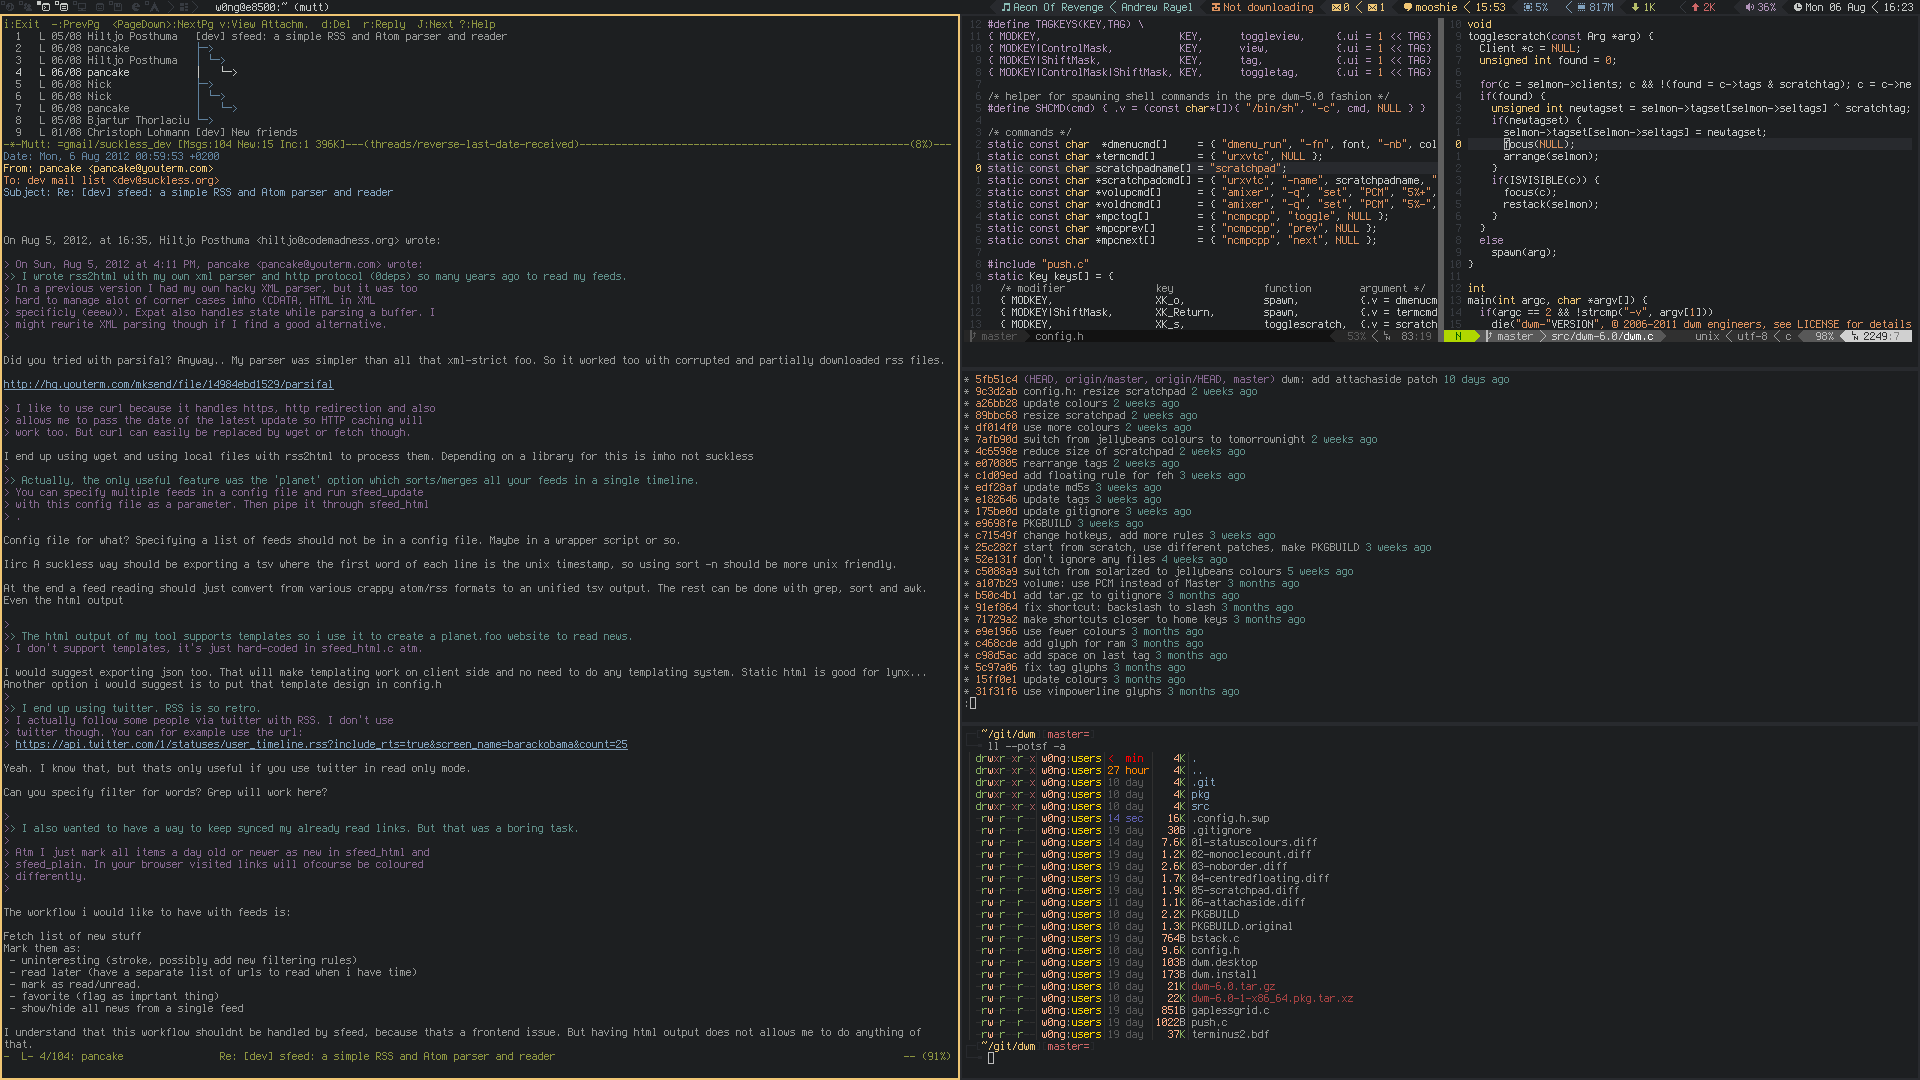 w0ng@e8500:~ (mutt)
Aeon Of Revenge < Andrew Rayel < Not downloading < 0 < 1 < mooshie < 15:53 < 5% < 817M < 1K < 2K < 36% < Mon 06 Aug < 16:23
i:Exit  -:PrevPg  <PageDown>:NextPg v:View Attachm.  d:Del  r:Reply  J:Next ?:Help
1   L 05/08 Hiltjo Posthuma   [dev] sfeed: a simple RSS and Atom parser and reader
2   L 06/08 pancake           ├─>
3   L 06/08 Hiltjo Posthuma   │ └─>
4   L 06/08 pancake           │   └─>
5   L 06/08 Nick              ├─>
6   L 06/08 Nick              │ └─>
7   L 06/08 pancake           │   └─>
8   L 05/08 Bjartur Thorlaciu └─>
9   L 01/08 Christoph Lohmann [dev] New friends
-*-Mutt: =gmail/suckless_dev [Msgs:104 New:15 Inc:1 396K]---(threads/reverse-last-date-received)---(8%)---
Date: Mon, 6 Aug 2012 00:59:53 +0200
From: pancake <pancake@youterm.com>
To: dev mail list <dev@suckless.org>
Subject: Re: [dev] sfeed: a simple RSS and Atom parser and reader
On Aug 5, 2012, at 16:35, Hiltjo Posthuma <hiltjo@codemadness.org> wrote:
> On Sun, Aug 5, 2012 at 4:11 PM, pancake <pancake@youterm.com> wrote:
>> I wrote rss2html with my own xml parser and http protocol (0deps) so many years ago to read my feeds.
> In a previous version I had my own hacky XML parser, but it was too
> hard to manage alot of corner cases imho (CDATA, HTML in XML
> specificly (eeew)). Expat also handles state while parsing a buffer. I
> might rewrite XML parsing though if I find a good alternative.
>
Did you tried with parsifal? Anyway.. My parser was simpler than all that xml-strict foo. So it worked too with corrupted and partially downloaded rss files.
http://hg.youterm.com/mksend/file/14984ebd1529/parsifal
> I like to use curl because it handles https, http redirection and also
> allows me to pass the date of the latest update so HTTP caching will
> work too. But curl can easily be replaced by wget or fetch though.
I end up using wget and using local files with rss2html to process them. Depending on a library for this is imho not suckless
>
>> Actually, the only useful feature was the 'planet' option which sorts/merges all your feeds in a single timeline.
> You can specify multiple feeds in a config file and run sfeed_update
> with this config file as a parameter. Then pipe it through sfeed_html
> .
Config file for what? Specifying a list of feeds should not be in a config file. Maybe in a wrapper script or so.
Iirc A suckless way should be exporting a tsv where the first word of each line is the unix timestamp, so using sort -n should be more unix friendly.
At the end a feed reading should just comvert from various crappy atom/rss formats to an unified tsv output. The rest can be done with grep, sort and awk.
Even the html output
>
>> The html output of my tool supports templates so i use it to create a planet.foo website to read news.
> I don't support templates, it's just hard-coded in sfeed_html.c atm.
I would suggest exporting json too. That will make templating work on client side and no need to do any templating system. Static html is good for lynx...
Another option i would suggest is to put that template design in config.h
>
>> I end up using twitter. RSS is so retro.
> I actually follow some people via twitter with RSS. I don't use
> twitter though. You can for example use the url:
> https://api.twitter.com/1/statuses/user_timeline.rss?include_rts=true&screen_name=barackobama&count=25
Yeah. I know that, but thats only useful if you use twitter in read only mode.
Can you specify filter for words? Grep will work here?
>
>> I also wanted to have a way to keep synced my already read links. But that was a boring task.
>
> Atm I just mark all items a day old or newer as new in sfeed_html and
> sfeed_plain. In your browser visited links will ofcourse be coloured
> differently.
>
The workflow i would like to have with feeds is:
Fetch list of new stuff
Mark them as:
- uninteresting (stroke, possibly add new filtering rules)
- read later (have a separate list of urls to read when i have time)
- mark as read/unread.
- favorite (flag as imprtant thing)
- show/hide all news from a single feed
I understand that this workflow shouldnt be handled by sfeed, because thats a frontend issue. But having html output does not allows me to do anything of
that.
-  L- 4/104: pancake                Re: [dev] sfeed: a simple RSS and Atom parser and reader                -- (91%)
12 #define TAGKEYS(KEY,TAG) \
11 { MODKEY,                       KEY,      toggleview,     {.ui = 1 << TAG}
10 { MODKEY|ControlMask,           KEY,      view,           {.ui = 1 << TAG}
9 { MODKEY|ShiftMask,             KEY,      tag,            {.ui = 1 << TAG}
8 { MODKEY|ControlMask|ShiftMask, KEY,      toggletag,      {.ui = 1 << TAG}
7
6 /* helper for spawning shell commands in the pre dwm-5.0 fashion */
5 #define SHCMD(cmd) { .v = (const char*[]){ "/bin/sh", "-c", cmd, NULL } }
4
3 /* commands */
2 static const char  *dmenucmd[]     = { "dmenu_run", "-fn", font, "-nb", col
1 static const char *termcmd[]      = { "urxvtc", NULL };
0 static const char scratchpadname[] = "scratchpad";
1 static const char *scratchpadcmd[] = { "urxvtc", "-name", scratchpadname, "
2 static const char *volupcmd[]     = { "amixer", "-q", "set", "PCM", "5%+",
3 static const char *voldncmd[]     = { "amixer", "-q", "set", "PCM", "5%-",
4 static const char *mpctog[]       = { "ncmpcpp", "toggle", NULL };
5 static const char *mpcprev[]      = { "ncmpcpp", "prev", NULL };
6 static const char *mpcnext[]      = { "ncmpcpp", "next", NULL };
7
8 #include "push.c"
9 static Key keys[] = {
10 /* modifier               key               function        argument */
11 { MODKEY,                 XK_o,             spawn,          {.v = dmenucm
12 { MODKEY|ShiftMask,       XK_Return,        spawn,          {.v = termcmd
13 { MODKEY,                 XK_s,             togglescratch,  {.v = scratch
master   config.h   53% < 83:19
10 void
9 togglescratch(const Arg *arg) {
8 Client *c = NULL;
7 unsigned int found = 0;
6
5 for(c = selmon->clients; c && !(found = c->tags & scratchtag); c = c->ne
4 if(found) {
3 unsigned int newtagset = selmon->tagset[selmon->seltags] ^ scratchtag;
2 if(newtagset) {
1 selmon->tagset[selmon->seltags] = newtagset;
0 focus(NULL);
1 arrange(selmon);
2 }
3 if(ISVISIBLE(c)) {
4 focus(c);
5 restack(selmon);
6 }
7 }
8 else
9 spawn(arg);
10 }
11
12 int
13 main(int argc, char *argv[]) {
14 if(argc == 2 && !strcmp("-v", argv[1]))
15 die("dwm-"VERSION", © 2006-2011 dwm engineers, see LICENSE for details
N   master > src/dwm-6.0/dwm.c   unix < utf-8 < c < 98% < 2249:7
* 5fb51c4 (HEAD, origin/master, origin/HEAD, master) dwm: add attachaside patch 10 days ago
* 9c3d2ab config.h: resize scratchpad 2 weeks ago
* a26bb28 update colours 2 weeks ago
* 89bbc68 resize scratchpad 2 weeks ago
* df014f0 use more colours 2 weeks ago
* 7afb90d switch from jellybeans colours to tomorrownight 2 weeks ago
* 4c6598e reduce size of scratchpad 2 weeks ago
* e070805 rearrange tags 2 weeks ago
* c1d09ed add floating rule for feh 3 weeks ago
* edf28af update md5s 3 weeks ago
* e182646 update tags 3 weeks ago
* 175be0d update gitignore 3 weeks ago
* e9698fe PKGBUILD 3 weeks ago
* c71549f change hotkeys, add more rules 3 weeks ago
* 25c282f start from scratch, use different patches, make PKGBUILD 3 weeks ago
* 52e131f don't ignore any files 4 weeks ago
* c5088a9 switch from solarized to jellybeans colours 5 weeks ago
* a107b29 volume: use PCM instead of Master 3 months ago
* b50c4b1 add tar.gz to gitignore 3 months ago
* 91ef864 fix shortcut: backslash to slash 3 months ago
* 71729a2 make shortcuts closer to home keys 3 months ago
* e9e1966 use fewer colours 3 months ago
* c468cde add glyph for ram 3 months ago
* c98d5ac add space on last tag 3 months ago
* 5c97a06 fix tag glyphs 3 months ago
* 15ff0e1 update colours 3 months ago
* 31f31f6 use vimpowerline glyphs 3 months ago
:
~/git/dwm [master=]
ll --potsf -a
drwxr-xr-x w0ng:users < min 4K .
drwxr-xr-x w0ng:users 27 hour 4K ..
drwxr-xr-x w0ng:users 10 day 4K .git
drwxr-xr-x w0ng:users 10 day 4K pkg
drwxr-xr-x w0ng:users 10 day 4K src
-rw-r--r-- w0ng:users 14 sec 16K .config.h.swp
-rw-r--r-- w0ng:users 19 day 30B .gitignore
-rw-r--r-- w0ng:users 14 day 7.6K 01-statuscolours.diff
-rw-r--r-- w0ng:users 19 day 1.2K 02-monoclecount.diff
-rw-r--r-- w0ng:users 19 day 2.6K 03-noborder.diff
-rw-r--r-- w0ng:users 19 day 1.7K 04-centredfloating.diff
-rw-r--r-- w0ng:users 19 day 1.9K 05-scratchpad.diff
-rw-r--r-- w0ng:users 11 day 1.1K 06-attachaside.diff
-rw-r--r-- w0ng:users 10 day 2.2K PKGBUILD
-rw-r--r-- w0ng:users 19 day 1.3K PKGBUILD.original
-rw-r--r-- w0ng:users 19 day 764B bstack.c
-rw-r--r-- w0ng:users 10 day 9.6K config.h
-rw-r--r-- w0ng:users 19 day 103B dwm.desktop
-rw-r--r-- w0ng:users 19 day 173B dwm.install
-rw-r--r-- w0ng:users 10 day 21K dwm-6.0.tar.gz
-rw-r--r-- w0ng:users 10 day 22K dwm-6.0-1-x86_64.pkg.tar.xz
-rw-r--r-- w0ng:users 19 day 851B gaplessgrid.c
-rw-r--r-- w0ng:users 19 day 1022B push.c
-rw-r--r-- w0ng:users 19 day 37K terminus2.bdf
~/git/dwm [master=]